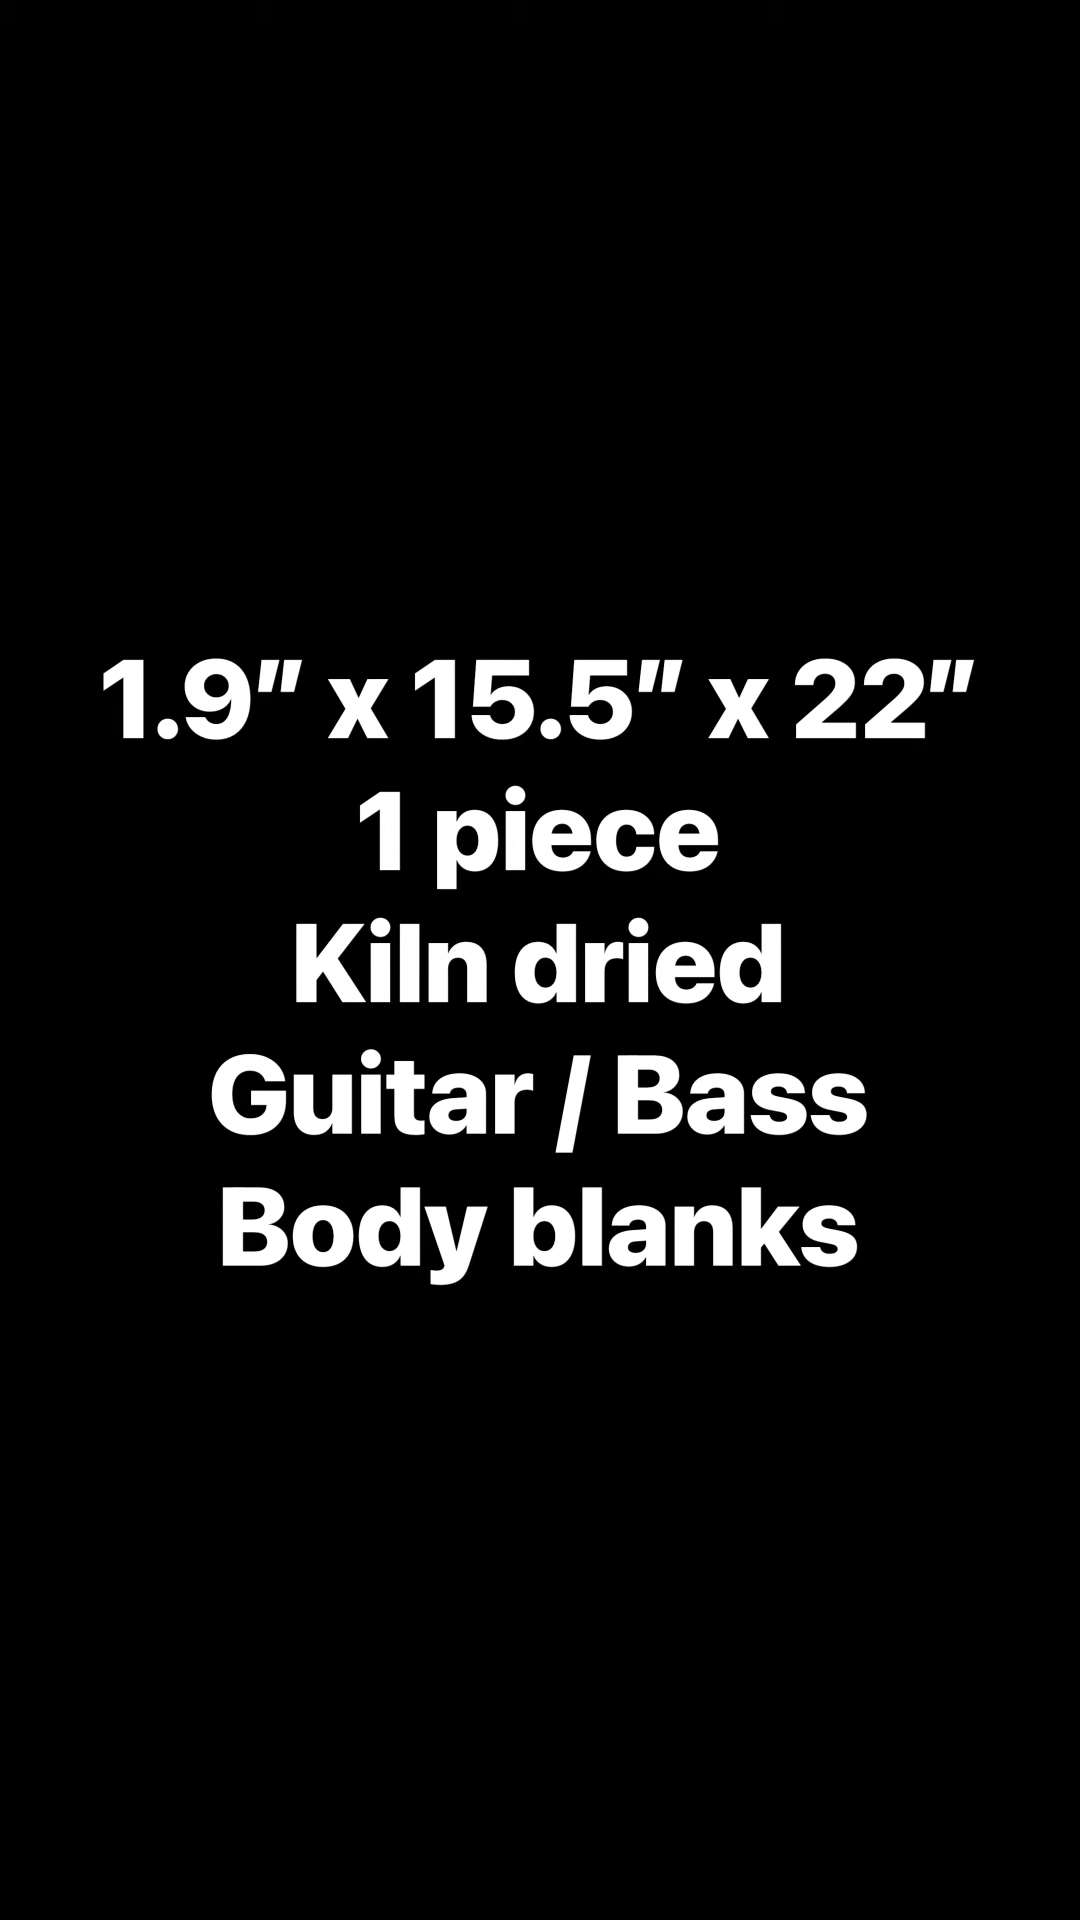 1.9” x 15.5” x 22”
1 piece
Kiln dried
Guitar / Bass
Body blanks